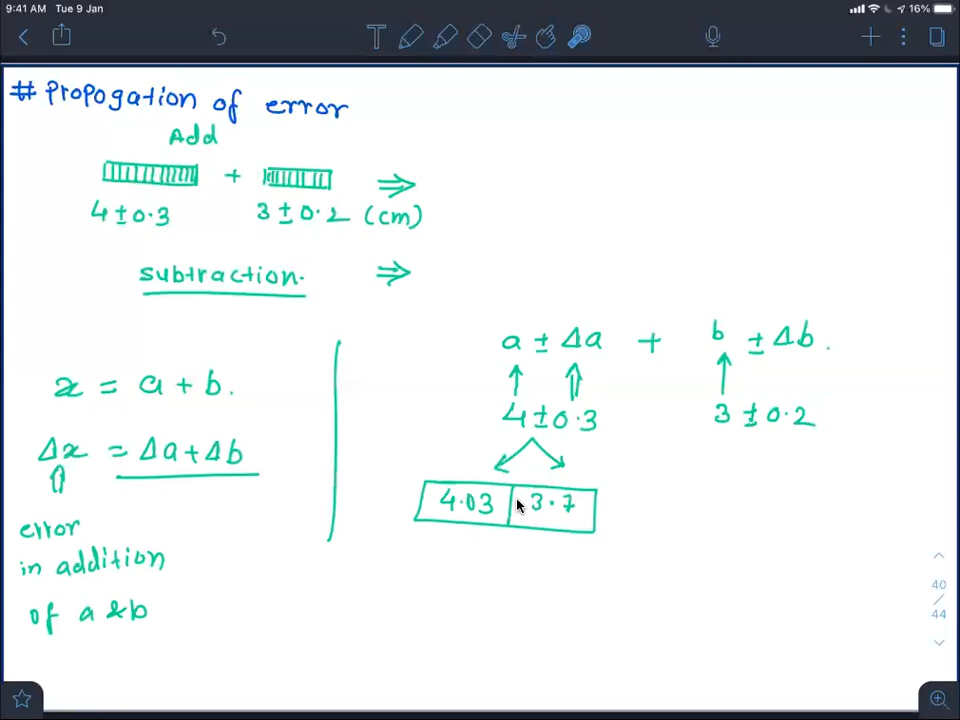 9:41 AM Tue 9 Jan
16%
# Propogation of error
Add
+ ⇒
4 ± 0.3 3 ± 0.2 (cm)
subtraction. ⇒
a ± Δa + b ± Δb.
x = a + b.
4 ± 0.3 3 ± 0.2
Δx = Δa + Δb
4.03 3.7
error
in addition
of a & b
40
/
44